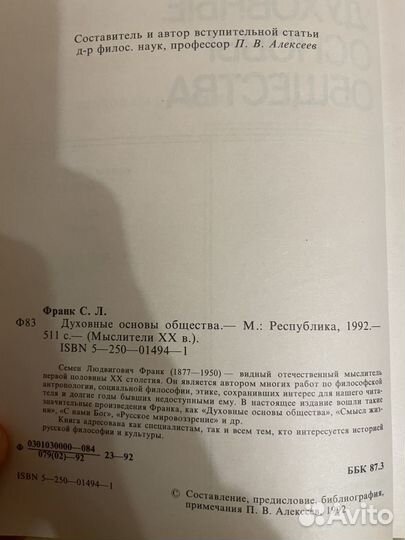 ДУХОВНЫЕ
ОСНОВЫ
ОБЩЕСТВА
Составитель и автор вступительной статьи
д-р филос. наук, профессор П. В. Алексеев
Франк С. Л.
Ф83 Духовные основы общества.— М.: Республика, 1992.—
511 с.— (Мыслители XX в.).
ISBN 5—250—01494—1
Семен Людвигович Франк (1877—1950) — видный отечественный мыслитель
первой половины XX столетия. Он является автором многих работ по философской
антропологии, социальной философии, этике, сохранивших интерес для нашего чита-
теля и долгие годы бывших недоступными ему. В настоящее издание вошли такие
значительные произведения Франка, как «Духовные основы общества», «Смысл жиз-
ни», «С нами Бог», «Русское мировоззрение» и др.
Книга адресована как специалистам, так и всем тем, кто интересуется историей
русской философии и культуры.
Ф 0301030000—084
079(02)—92 23—92
ББК 87.3
ISBN 5—250—01494—1
© Составление, предисловие, библиография,
примечания П. В. Алексеев, 1992
Avito